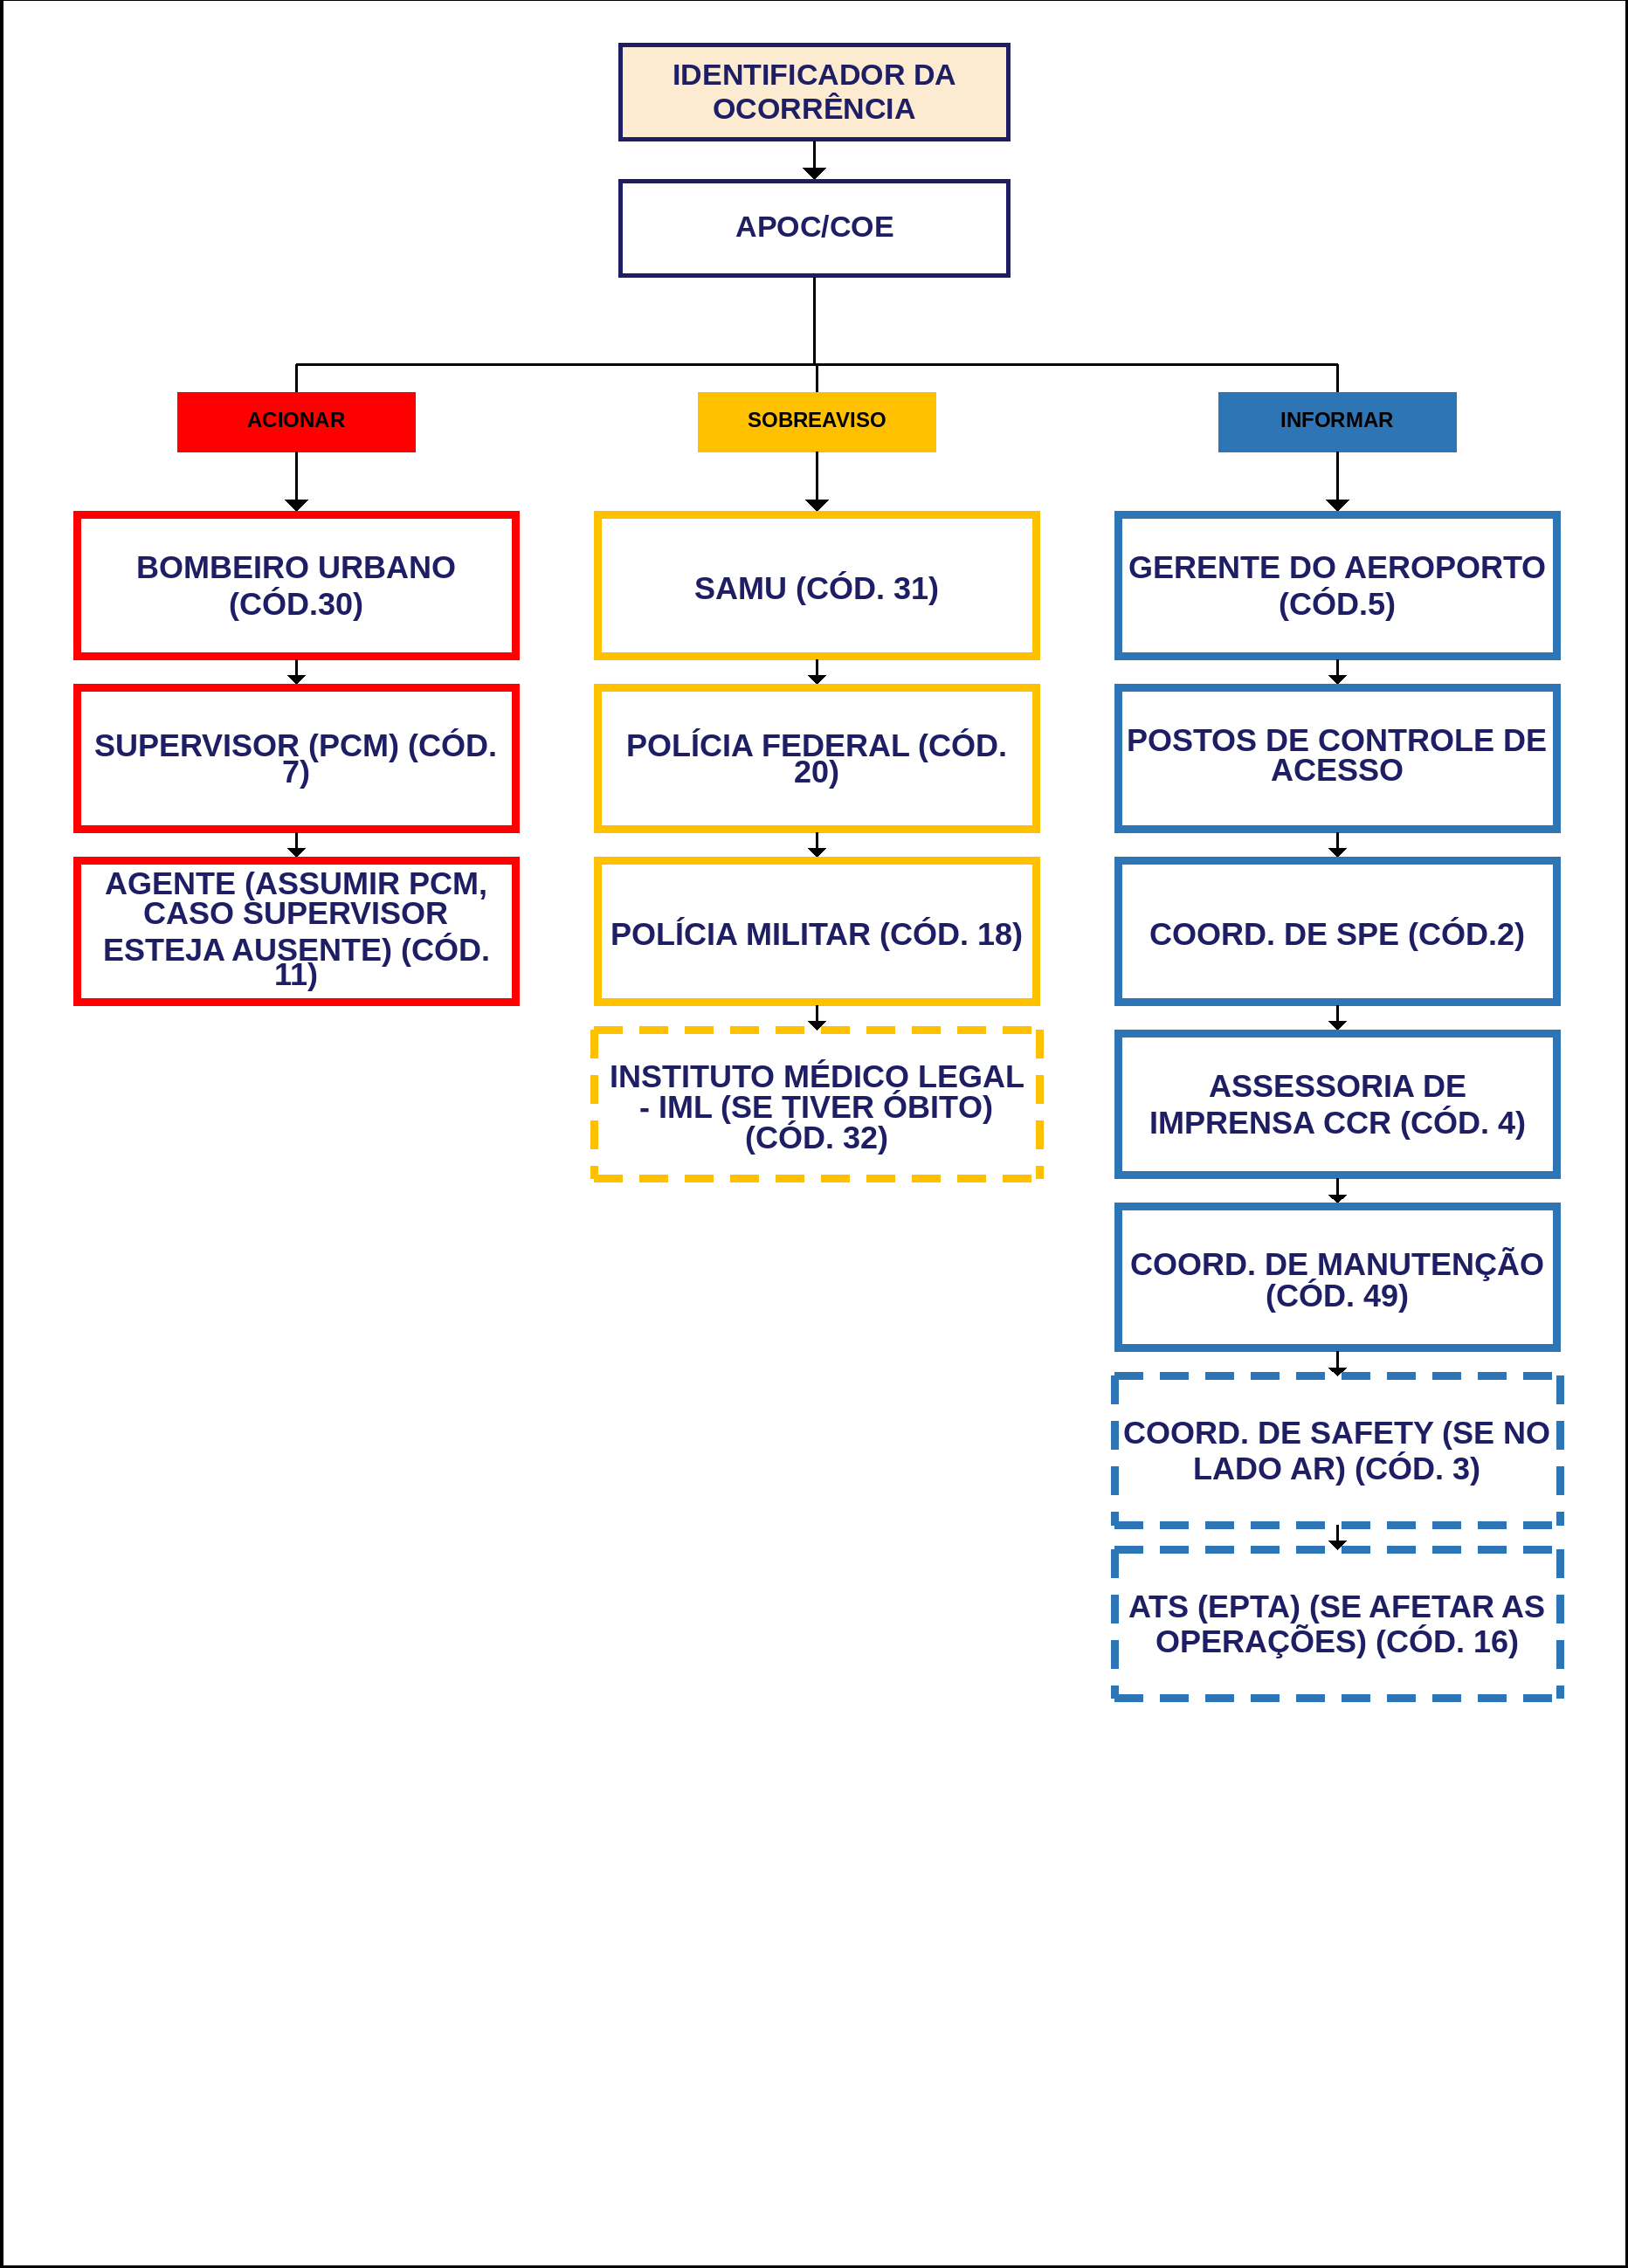 IDENTIFICADOR DA
OCORRÊNCIA
APOC/COE
ACIONAR
SOBREAVISO
INFORMAR
BOMBEIRO URBANO
(CÓD.30)
SUPERVISOR (PCM) (CÓD.
7)
AGENTE (ASSUMIR PCM,
CASO SUPERVISOR
ESTEJA AUSENTE) (CÓD.
11)
SAMU (CÓD. 31)
POLÍCIA FEDERAL (CÓD.
20)
POLÍCIA MILITAR (CÓD. 18)
INSTITUTO MÉDICO LEGAL
- IML (SE TIVER ÓBITO)
(CÓD. 32)
GERENTE DO AEROPORTO
(CÓD.5)
POSTOS DE CONTROLE DE
ACESSO
COORD. DE SPE (CÓD.2)
ASSESSORIA DE
IMPRENSA CCR (CÓD. 4)
COORD. DE MANUTENÇÃO
(CÓD. 49)
COORD. DE SAFETY (SE NO
LADO AR) (CÓD. 3)
ATS (EPTA) (SE AFETAR AS
OPERAÇÕES) (CÓD. 16)